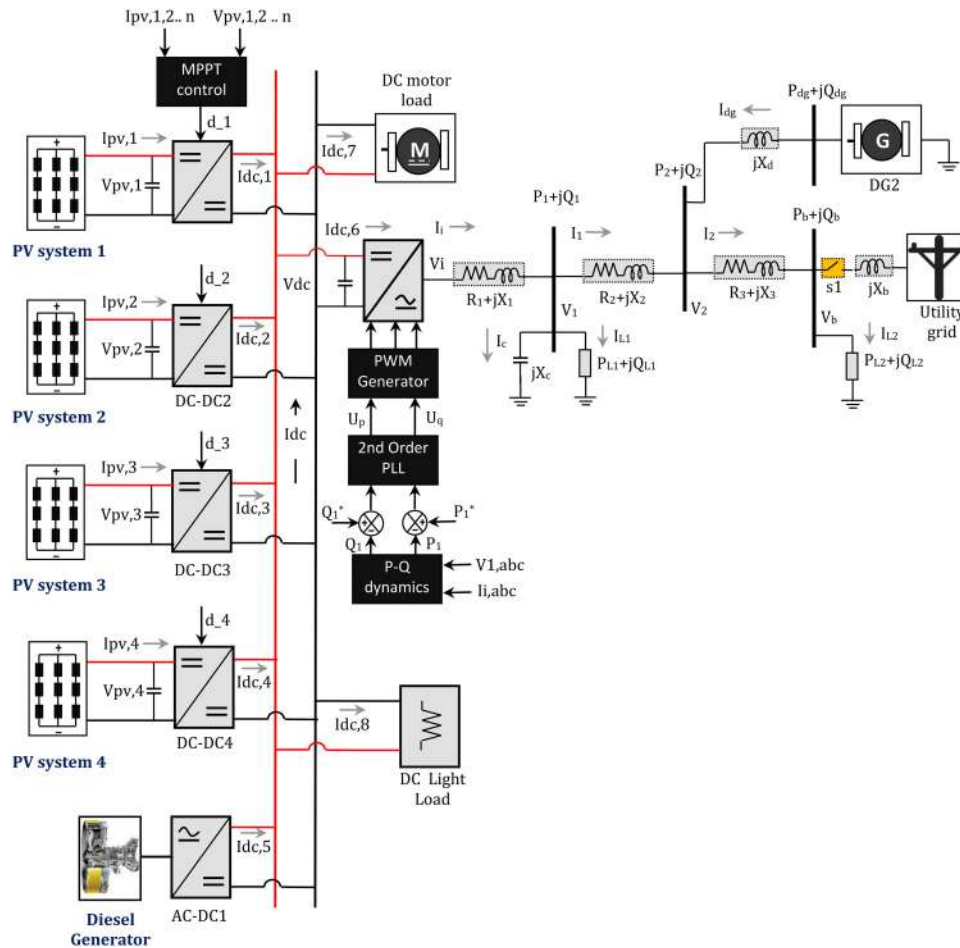 Ipv,1,2.. n
Vpv,1,2 .. n
MPPT
control
d_1
Ipv,1
Vpv,1
Idc,1
PV system 1
DC motor
load
Idc,7
M
Idc,6
Vdc
Ii
Vi
R1+jX1
P1+jQ1
I1
R2+jX2
V1
Ic
jXc
IL1
PL1+jQL1
P2+jQ2
I2
V2
R3+jX3
Idg
jXd
Pdg+jQdg
G
DG2
Pb+jQb
s1
jXb
Vb
IL2
PL2+jQL2
Utility
grid
d_2
Ipv,2
Vpv,2
Idc,2
DC-DC2
PV system 2
PWM
Generator
Up
Uq
2nd Order
PLL
Idc
Q1*
P1*
Q1
P1
P-Q
dynamics
V1,abc
Ii,abc
d_3
Ipv,3
Vpv,3
Idc,3
DC-DC3
PV system 3
d_4
Ipv,4
Vpv,4
Idc,4
DC-DC4
PV system 4
Idc,8
DC Light
Load
Idc,5
AC-DC1
Diesel
Generator